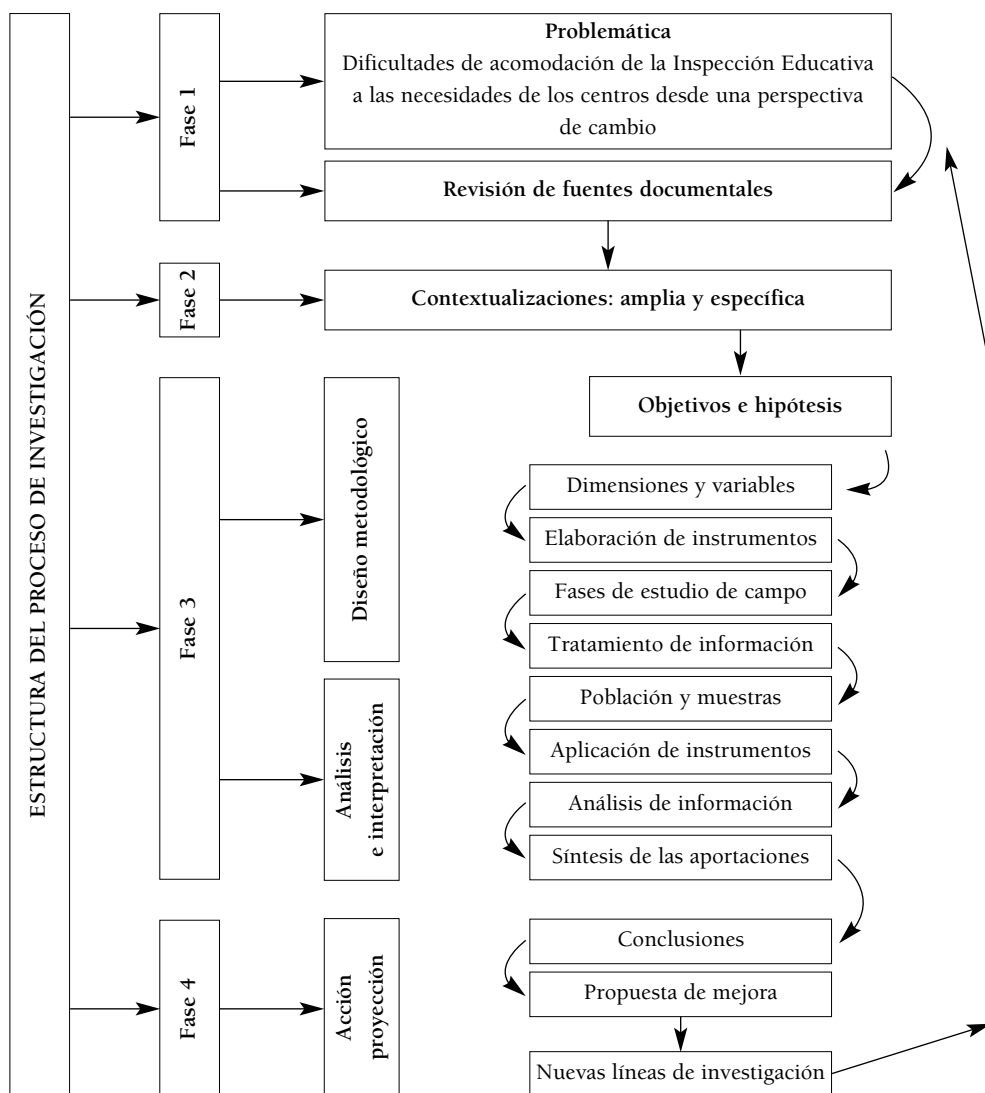 ESTRUCTURA DEL PROCESO DE INVESTIGACIÓN
Fase 1
Problemática
Dificultades de acomodación de la Inspección Educativa
a las necesidades de los centros desde una perspectiva
de cambio
Revisión de fuentes documentales
Fase 2
Contextualizaciones: amplia y específica
Objetivos e hipótesis
Fase 3
Diseño metodológico
Dimensiones y variables
Elaboración de instrumentos
Fases de estudio de campo
Tratamiento de información
Análisis
e interpretación
Población y muestras
Aplicación de instrumentos
Análisis de información
Síntesis de las aportaciones
Fase 4
Acción
proyección
Conclusiones
Propuesta de mejora
Nuevas líneas de investigación